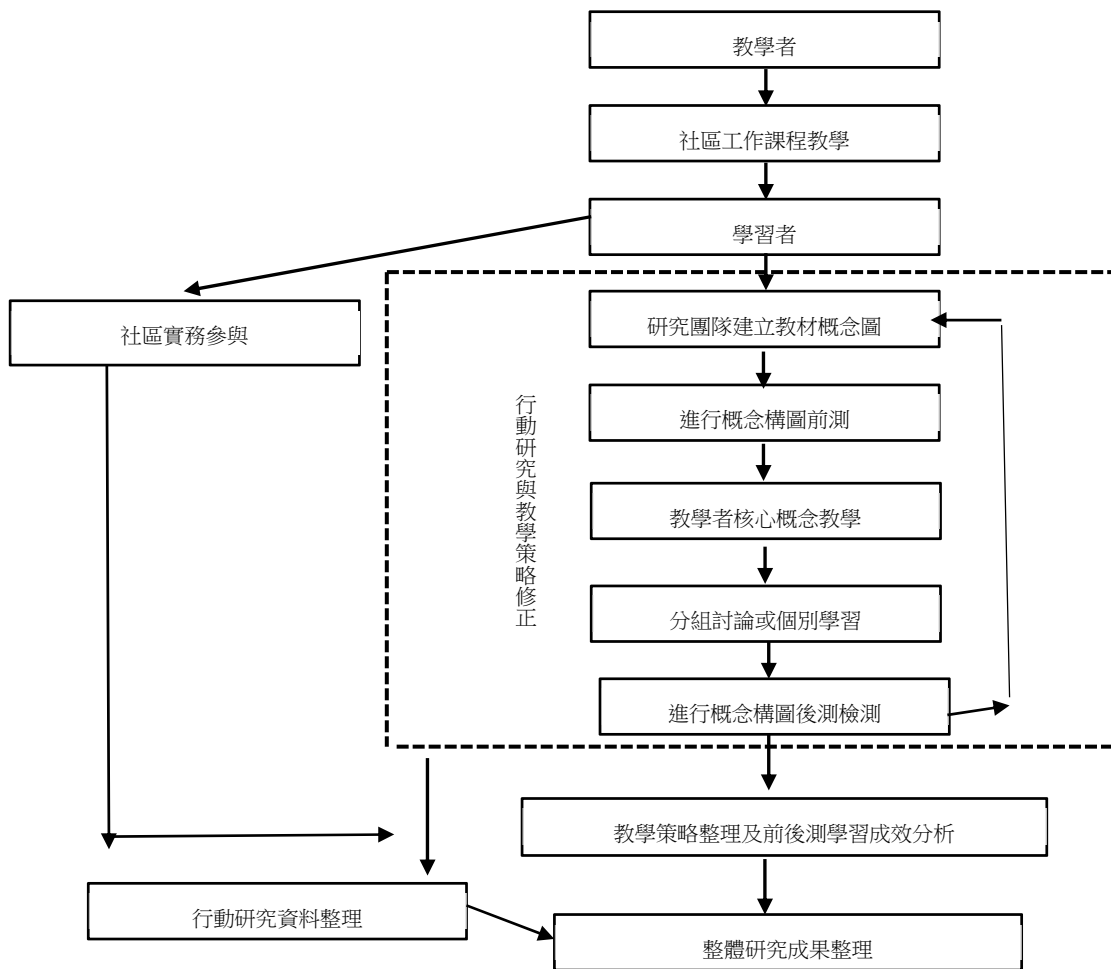 教學者
社區工作課程教學
學習者
社區實務參與
研究團隊建立教材概念圖
進行概念構圖前測
行動研究與教學策略修正
教學者核心概念教學
分組討論或個別學習
進行概念構圖後測檢測
教學策略整理及前後測學習成效分析
行動研究資料整理
整體研究成果整理